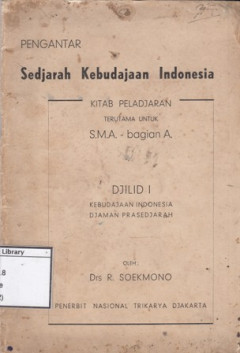 PENGANTAR
Sedjarah Kebudajaan Indonesia
KITAB PELADJARAN
TERUTAMA UNTUK
S.M.A. - bagian A.
DJILID I
KEBUDAJAAN INDONESIA
DJAMAN PRASEDJARAH
OLEH:
Drs R. SOEKMONO
PENERBIT NASIONAL TRIKARYA DJAKARTA
Library
8
e